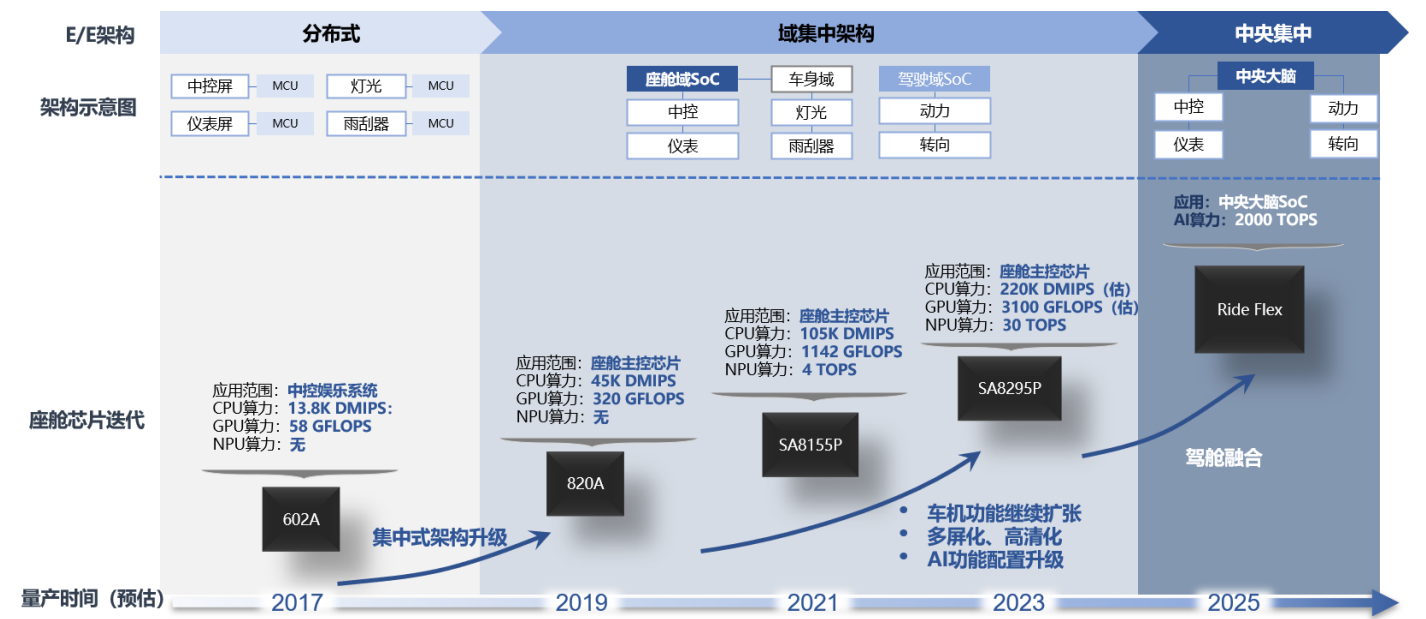 E/E架构
分布式
域集中架构
中央集中
架构示意图
中控屏
MCU
灯光
MCU
仪表屏
MCU
雨刮器
MCU
座舱域SoC
中控
仪表
车身域
灯光
雨刮器
驾驶域SoC
动力
转向
中央大脑
中控
仪表
动力
转向
座舱芯片迭代
应用范围：中控娱乐系统
CPU算力：13.8K DMIPS：
GPU算力：58 GFLOPS
NPU算力：无
602A
集中式架构升级
应用范围：座舱主控芯片
CPU算力：45K DMIPS
GPU算力：320 GFLOPS
NPU算力：无
820A
应用范围：座舱主控芯片
CPU算力：105K DMIPS
GPU算力：1142 GFLOPS
NPU算力：4 TOPS
SA8155P
应用范围：座舱主控芯片
CPU算力：220K DMIPS（估）
GPU算力：3100 GFLOPS（估）
NPU算力：30 TOPS
SA8295P
• 车机功能继续扩张
• 多屏化、高清化
• AI功能配置升级
应用：中央大脑SoC
AI算力：2000 TOPS
Ride Flex
驾舱融合
量产时间（预估）
2017
2019
2021
2023
2025